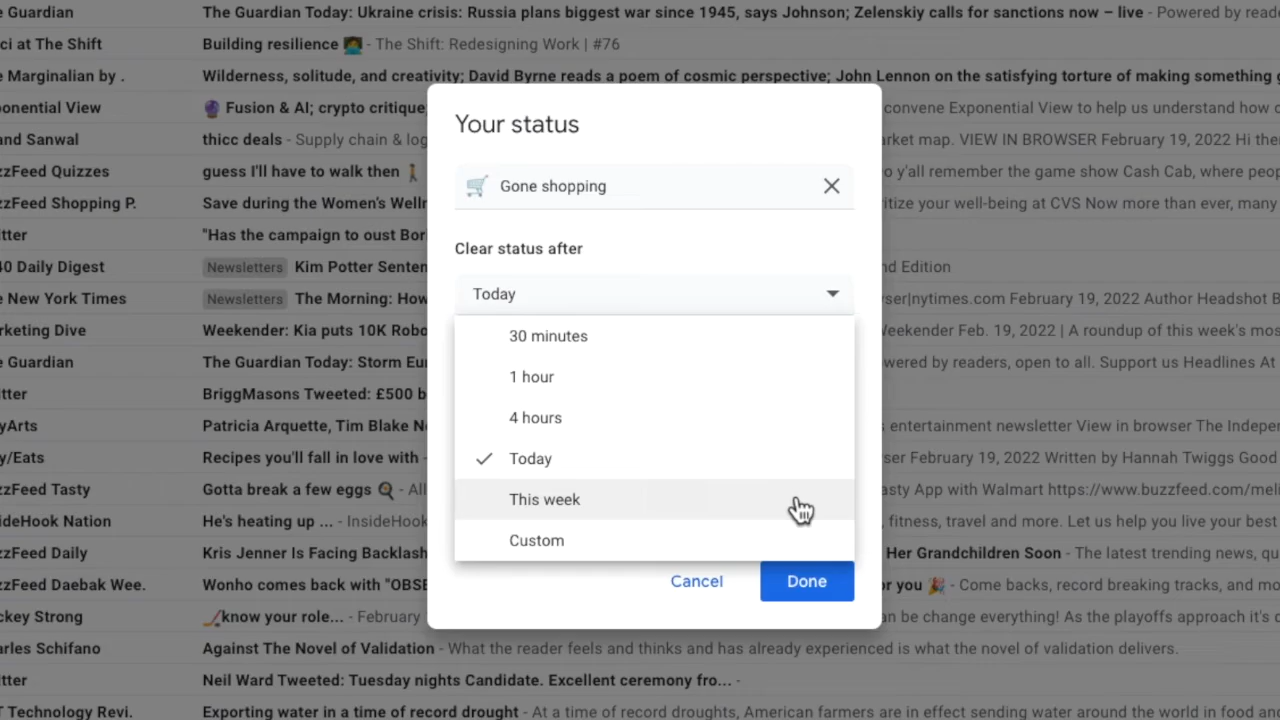 e Guardian The Guardian Today: Ukraine crisis: Russia plans biggest war since 1945, says Johnson; Zelenskiy calls for sanctions now – live - Powered by reade
ci at The Shift Building resilience 🧑‍💻 - The Shift: Redesigning Work | #76
e Marginalian by . Wilderness, solitude, and creativity; David Byrne reads a poem of cosmic perspective; John Lennon on the satisfying torture of making something g
ponential View 🔮 Fusion & AI; crypto critique; convene Exponential View to help us understand how o
and Sanwal thicc deals - Supply chain & log arket map. VIEW IN BROWSER February 19, 2022 Hi the
zzFeed Quizzes guess I'll have to walk then 🚶 o y'all remember the game show Cash Cab, where peop
zzFeed Shopping P. Save during the Women's Welln ritize your well-being at CVS Now more than ever, many
itter "Has the campaign to oust Bori
40 Daily Digest Newsletters Kim Potter Senten nd Edition
e New York Times Newsletters The Morning: How wser|nytimes.com February 19, 2022 Author Headshot B
rketing Dive Weekender: Kia puts 10K Robo Weekender Feb. 19, 2022 | A roundup of this week's mos
e Guardian The Guardian Today: Storm Eur wered by readers, open to all. Support us Headlines At
itter BriggMasons Tweeted: £500 b
yArts Patricia Arquette, Tim Blake Ne s entertainment newsletter View in browser The Indepen
y/Eats Recipes you'll fall in love with - ser February 19, 2022 Written by Hannah Twiggs Good
zzFeed Tasty Gotta break a few eggs 🍳 - All asty App with Walmart https://www.buzzfeed.com/meli
sideHook Nation He's heating up ... - InsideHook , fitness, travel and more. Let us help you live your best
zzFeed Daily Kris Jenner Is Facing Backlash Her Grandchildren Soon - The latest trending news, qu
zzFeed Daebak Wee. Wonho comes back with "OBSE or you 🎉 - Come backs, record breaking tracks, and mo
ckey Strong 🏒know your role... - February an be change everything! As the playoffs approach it's c
arles Schifano Against The Novel of Validation - What the reader feels and thinks and has already experienced is what the novel of validation delivers.
itter Neil Ward Tweeted: Tuesday nights Candidate. Excellent ceremony fro... -
T Technology Revi. Exporting water in a time of record drought - At a time of record droughts, American farmers are in effect sending water around the world in food and
Your status
🛒 Gone shopping
Clear status after
Today
30 minutes
1 hour
4 hours
Today
This week
Custom
Cancel Done